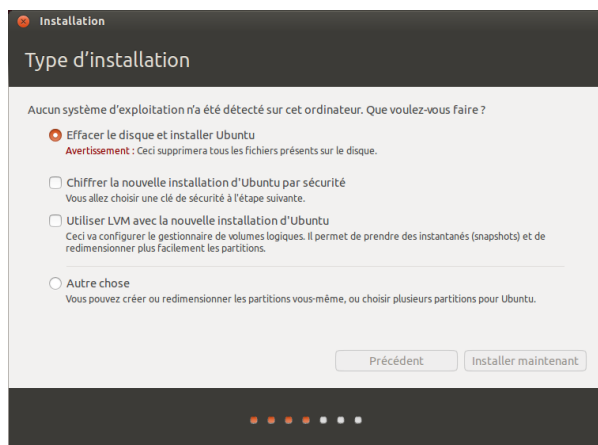 Installation
Type d'installation
Aucun système d'exploitation n'a été détecté sur cet ordinateur. Que voulez-vous faire ?
Effacer le disque et installer Ubuntu
Avertissement : Ceci supprimera tous les fichiers présents sur le disque.
Chiffrer la nouvelle installation d'Ubuntu par sécurité
Vous allez choisir une clé de sécurité à l'étape suivante.
Utiliser LVM avec la nouvelle installation d'Ubuntu
Ceci va configurer le gestionnaire de volumes logiques. Il permet de prendre des instantanés (snapshots) et de
redimensionner plus facilement les partitions.
Autre chose
Vous pouvez créer ou redimensionner les partitions vous-même, ou choisir plusieurs partitions pour Ubuntu.
Précédent
Installer maintenant